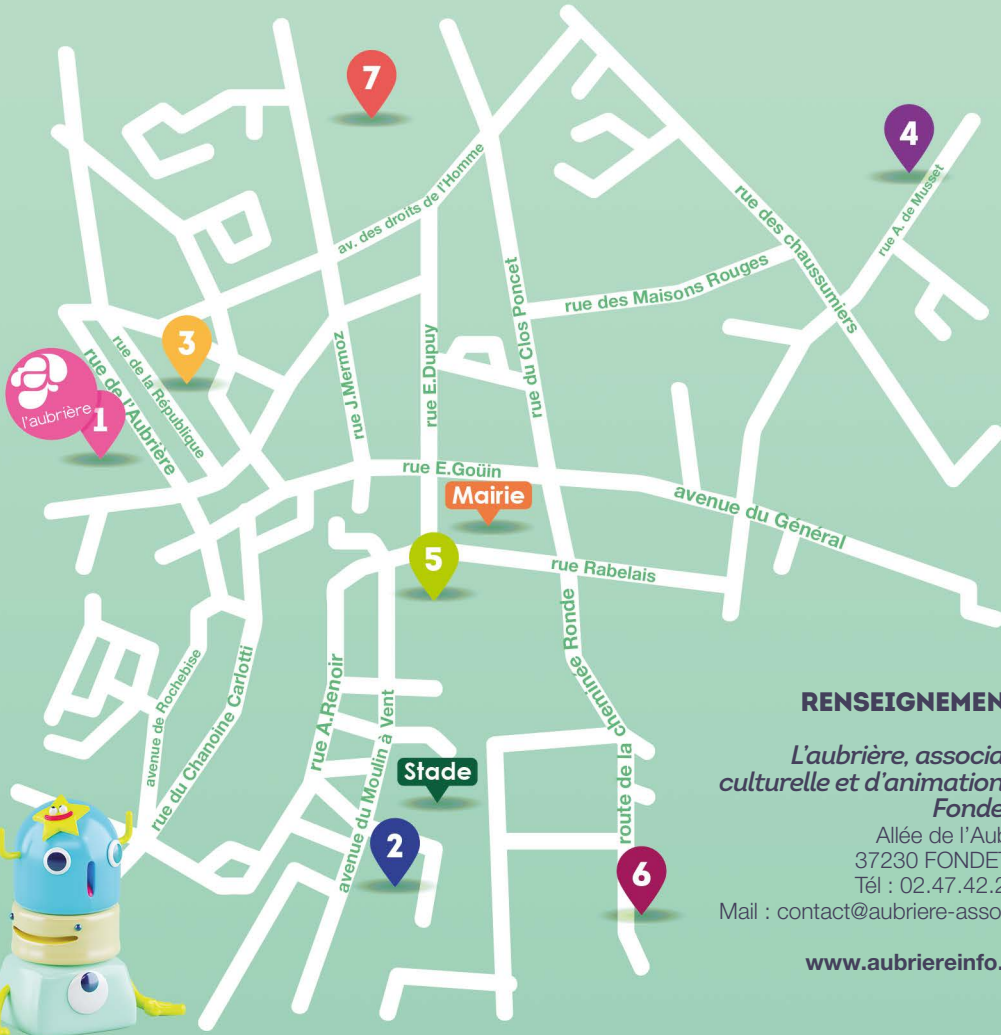 7
4
av. des droits de l'Homme
rue des chaussumiers
rue A. de Musset
rue du Clos Poncet
rue des Maisons Rouges
3
rue J.Mermoz
rue E.Dupuy
rue de la République
rue de l'Aubrière
l'aubrière
1
rue E.Goüin
Mairie
avenue du Général
5
rue Rabelais
avenue de Rochebise
rue du Chanoine Carlotti
rue A.Renoir
avenue du Moulin à Vent
route de la cheminée Ronde
Stade
2
6
RENSEIGNEMEN
L'aubrière, associa
culturelle et d'animation
Fonde
Allée de l'Aub
37230 FONDET
Tél : 02.47.42.2
Mail : contact@aubriere-asso
www.aubriereinfo.